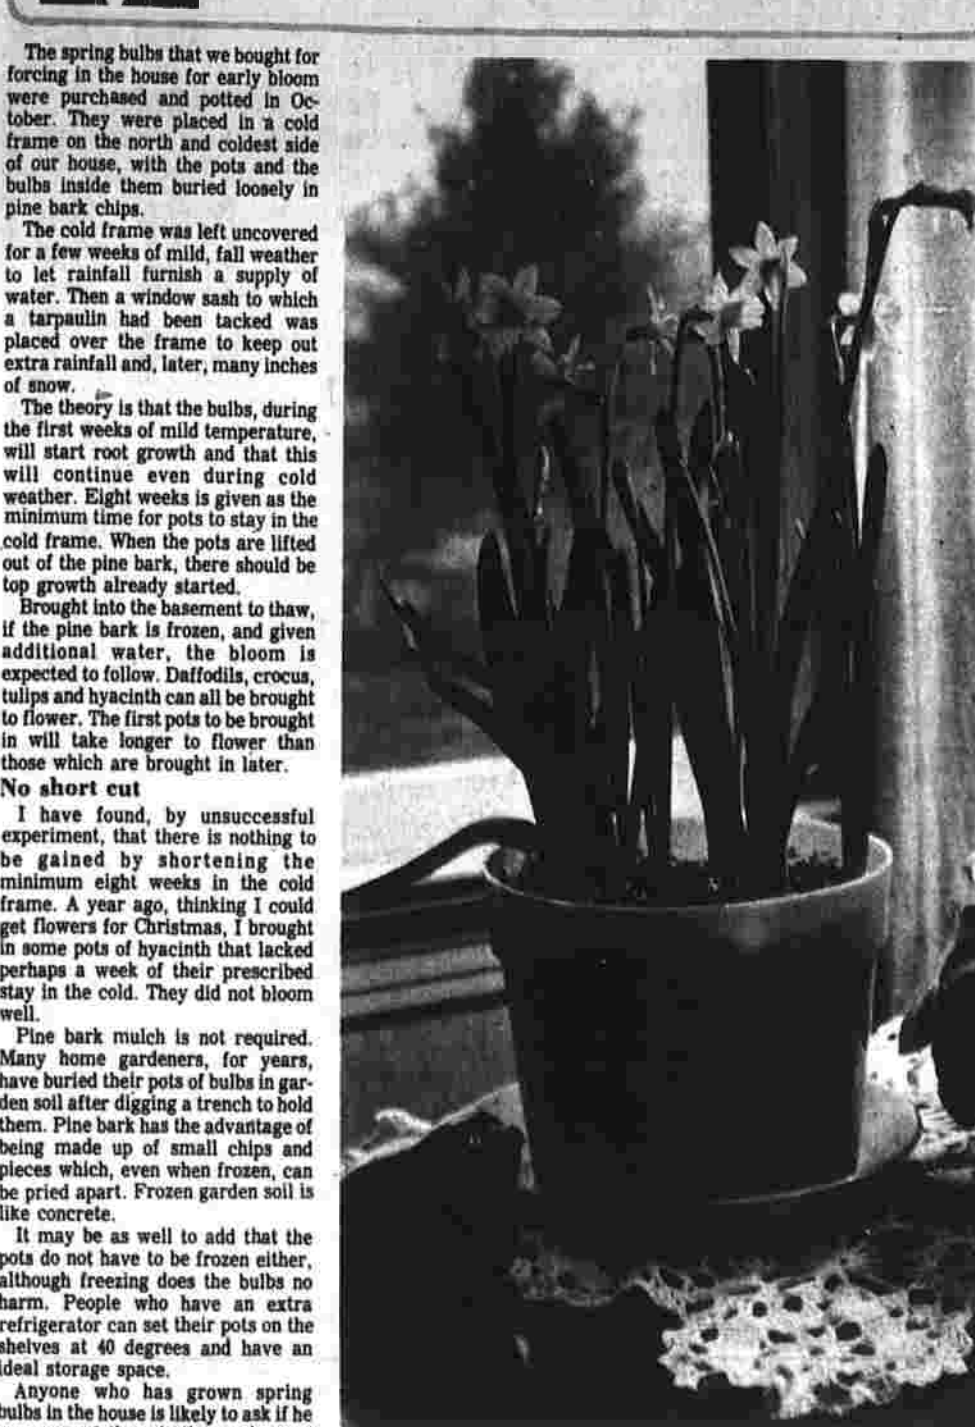 The spring bulbs that we bought for
forcing in the house for early bloom
were purchased and potted in Oc-
tober. They were placed in a cold
frame on the north and coldest side
of our house, with the pots and the
bulbs inside them buried loosely in
pine bark chips.
The cold frame was left uncovered
for a few weeks of mild, fall weather
to let rainfall furnish a supply of
water. Then a window sash to which
a tarpaulin had been tacked was
placed over the frame to keep out
extra rainfall and, later, many inches
of snow.
The theory is that the bulbs, during
the first weeks of mild temperature,
will start root growth and that this
will continue even during cold
weather. Eight weeks is given as the
minimum time for pots to stay in the
cold frame. When the pots are lifted
out of the pine bark, there should be
top growth already started.
Brought into the basement to thaw,
if the pine bark is frozen, and given
additional water, the bloom is
expected to follow. Daffodils, crocus,
tulips and hyacinth can all be brought
to flower. The first pots to be brought
in will take longer to flower than
those which are brought in later.
No short cut
I have found, by unsuccessful
experiment, that there is nothing to
be gained by shortening the
minimum eight weeks in the cold
frame. A year ago, thinking I could
get flowers for Christmas, I brought
in some pots of hyacinth that lacked
perhaps a week of their prescribed
stay in the cold. They did not bloom
well.
Pine bark mulch is not required.
Many home gardeners, for years,
have buried their pots of bulbs in gar-
den soil after digging a trench to hold
them. Pine bark has the advantage of
being made up of small chips and
pieces which, even when frozen, can
be pried apart. Frozen garden soil is
like concrete.
It may be as well to add that the
pots do not have to be frozen either,
although freezing does the bulbs no
harm. People who have an extra
refrigerator can set their pots on the
shelves at 40 degrees and have an
ideal storage space.
Anyone who has grown spring
bulbs in the house is likely to ask if he